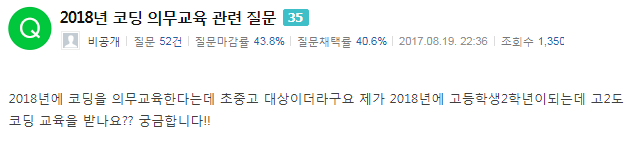 Q 2018년 코딩 의무교육 관련 질문 35
비공개 질문 52건 질문마감률 43.8% 질문채택률 40.6% 2017.08.19. 22:36 조회수 1,350
2018년에 코딩을 의무교육한다는데 초중고 대상이더라구요 제가 2018년에 고등학생2학년이되는데 고2도
코딩 교육을 받나요?? 궁금합니다!!